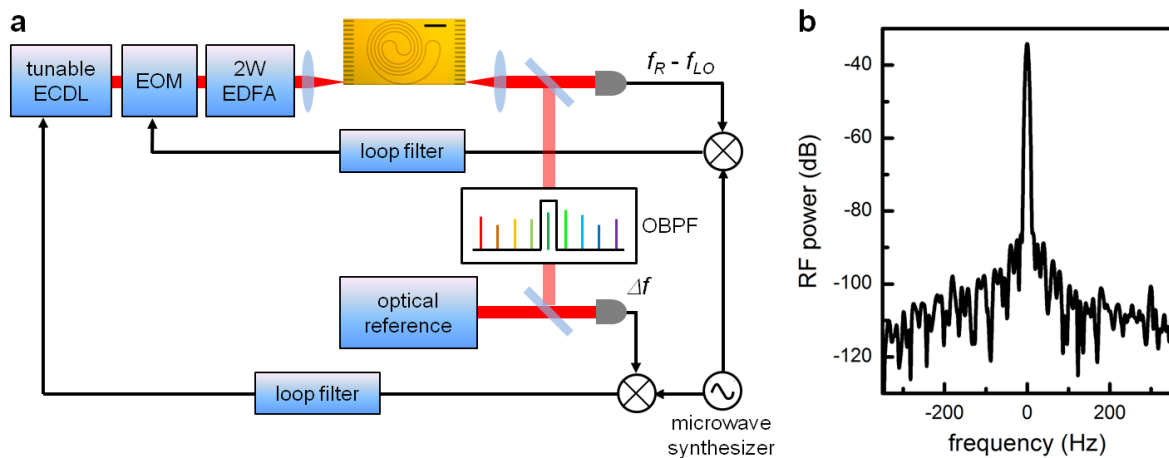 a
tunable
ECDL
EOM
2W
EDFA
f_R - f_LO
loop filter
OBPF
optical
reference
Δf
loop filter
microwave
synthesizer
b
RF power (dB)
-40
-60
-80
-100
-120
-200
0
200
frequency (Hz)